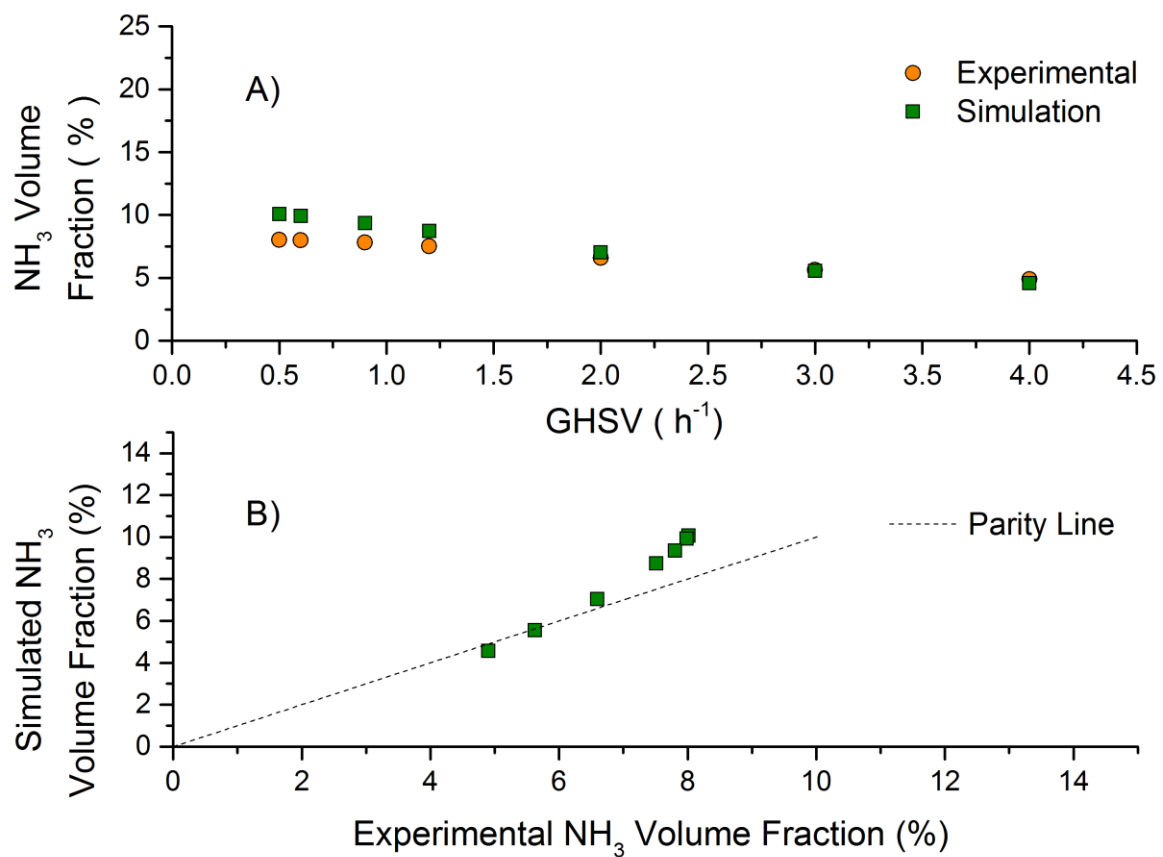 25
20
15
10
5
0
NH₃ Volume
Fraction ( % )
A)
Experimental
Simulation
0.0 0.5 1.0 1.5 2.0 2.5 3.0 3.5 4.0 4.5
GHSV ( h⁻¹)
14
12
10
8
6
4
2
0
Simulated NH₃
Volume Fraction (%)
B)
Parity Line
0 2 4 6 8 10 12 14
Experimental NH₃ Volume Fraction (%)